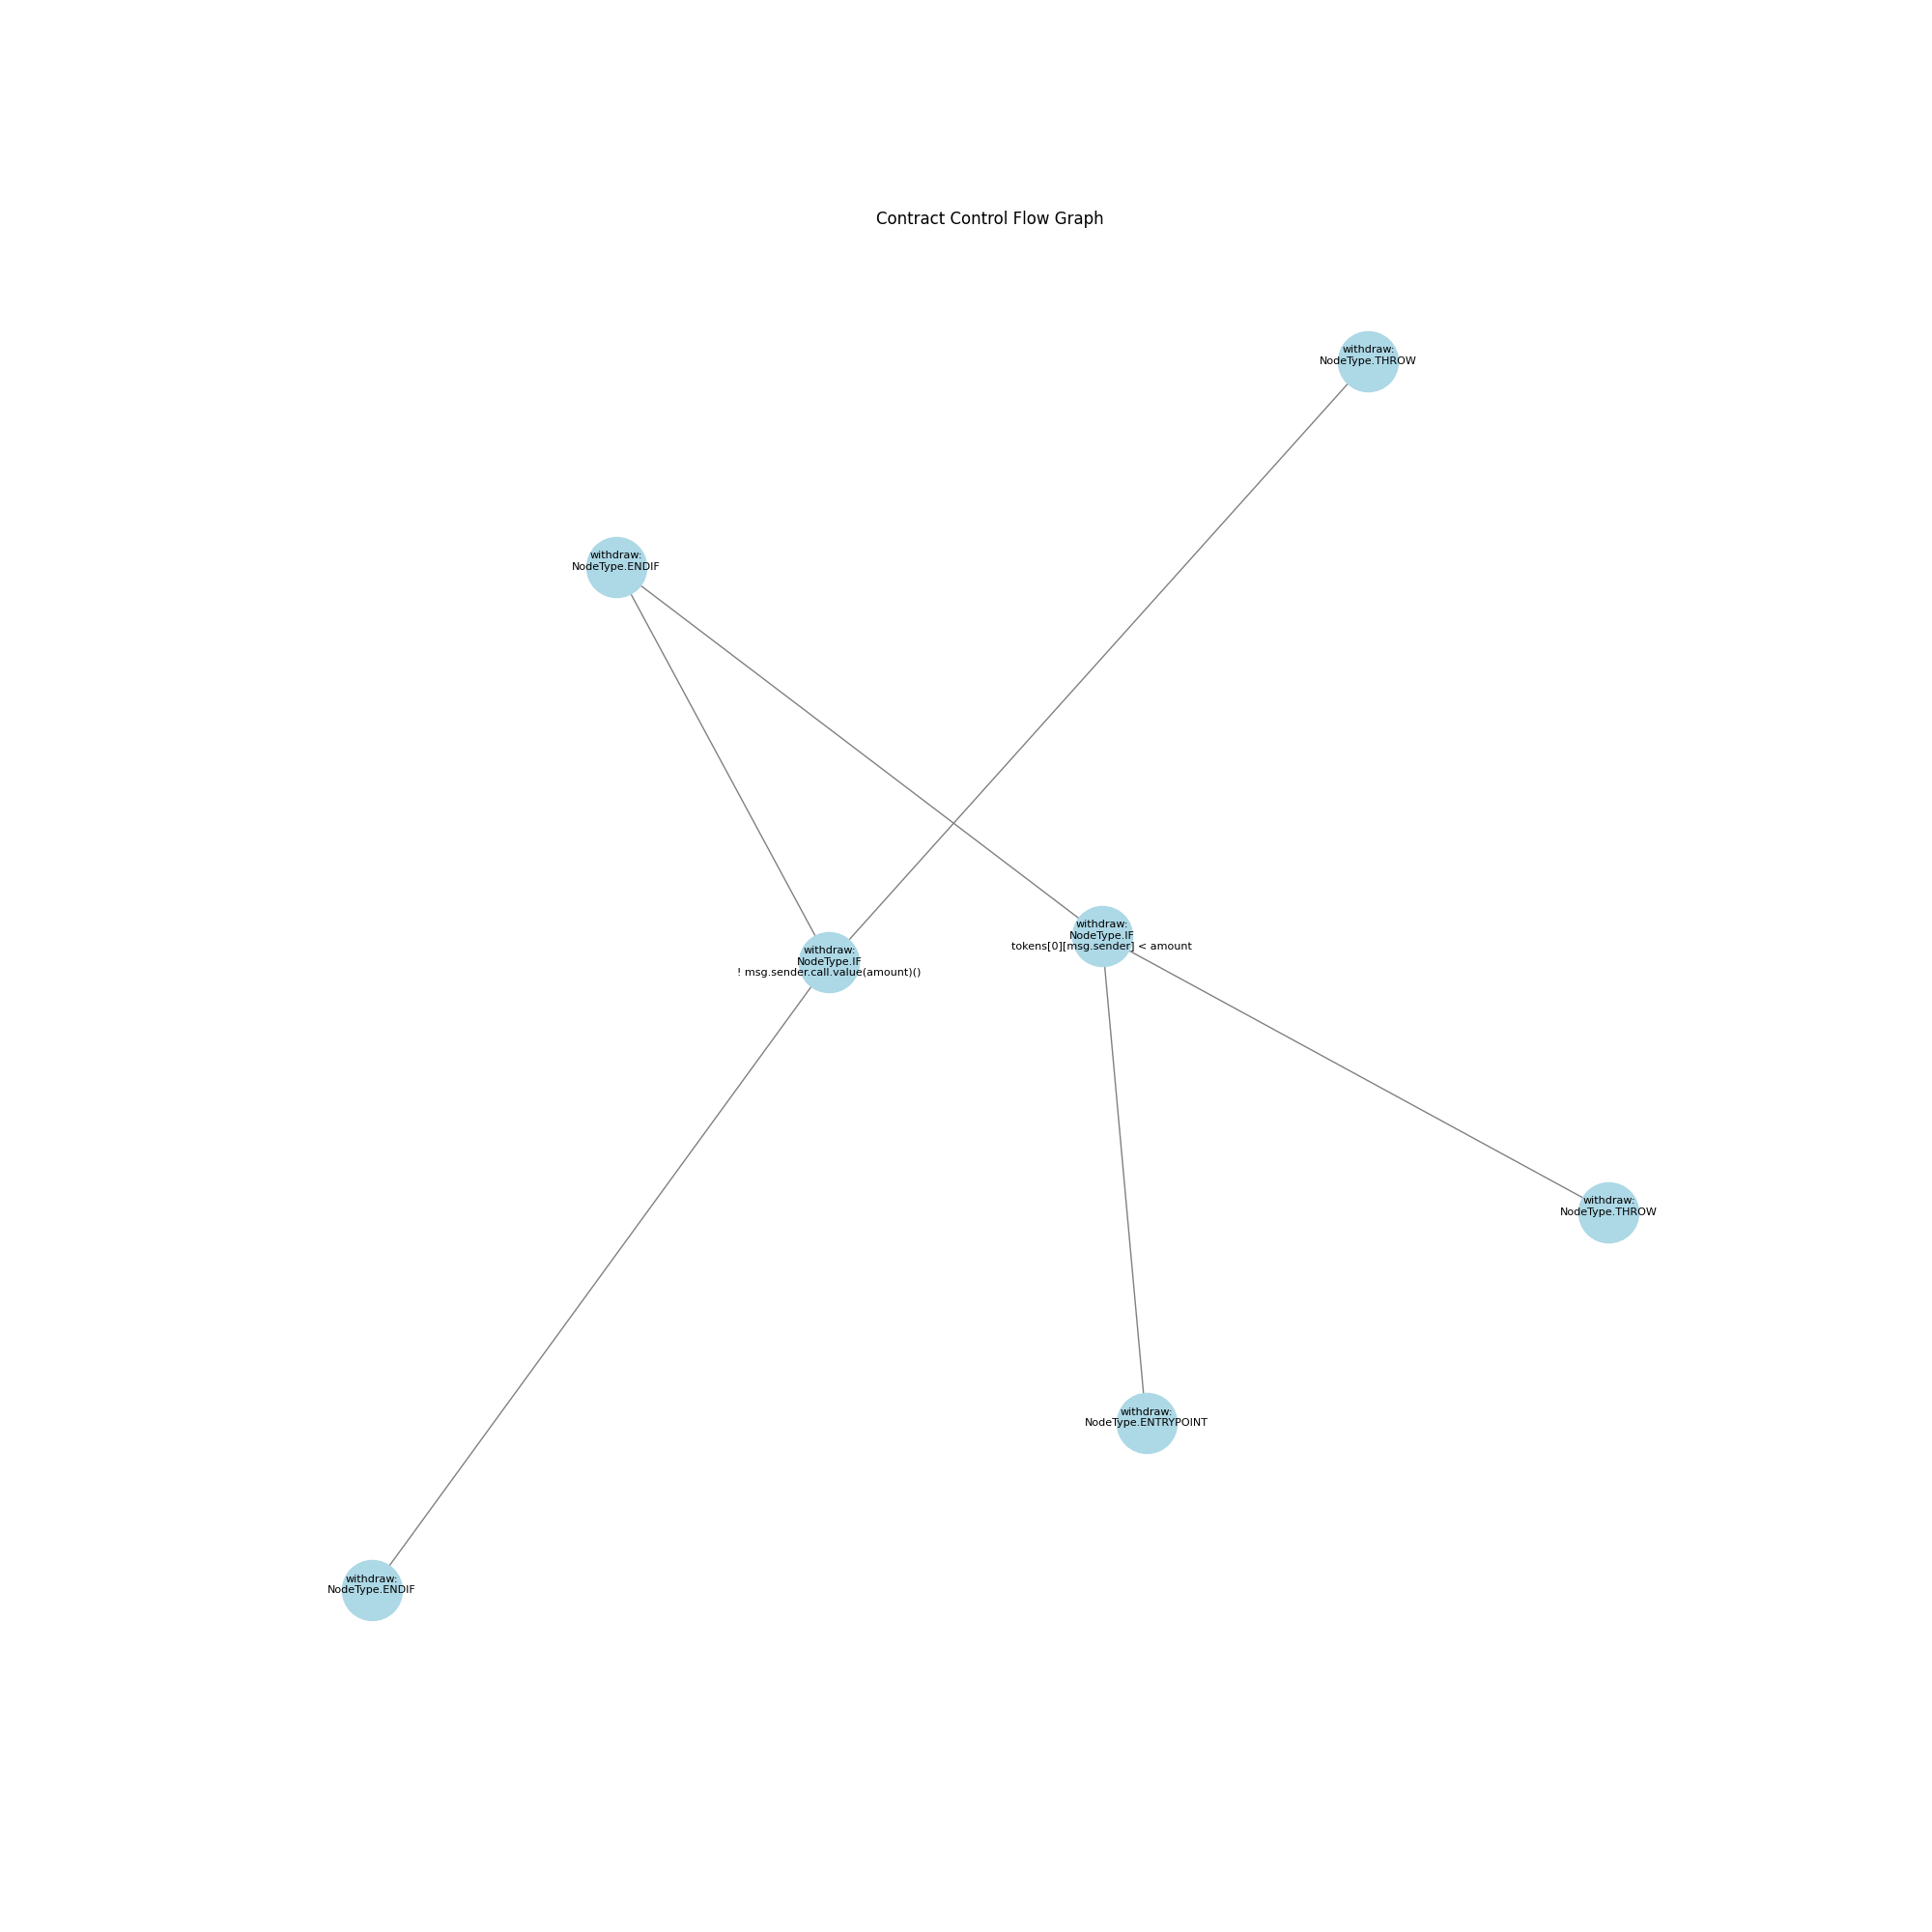 Contract Control Flow Graph
withdraw:
NodeType.THROW
withdraw:
NodeType.ENDIF
withdraw:
NodeType.IF
tokens[0][msg.sender] < amount
withdraw:
NodeType.IF
! msg.sender.call.value(amount)()
withdraw:
NodeType.THROW
withdraw:
NodeType.ENTRYPOINT
withdraw:
NodeType.ENDIF